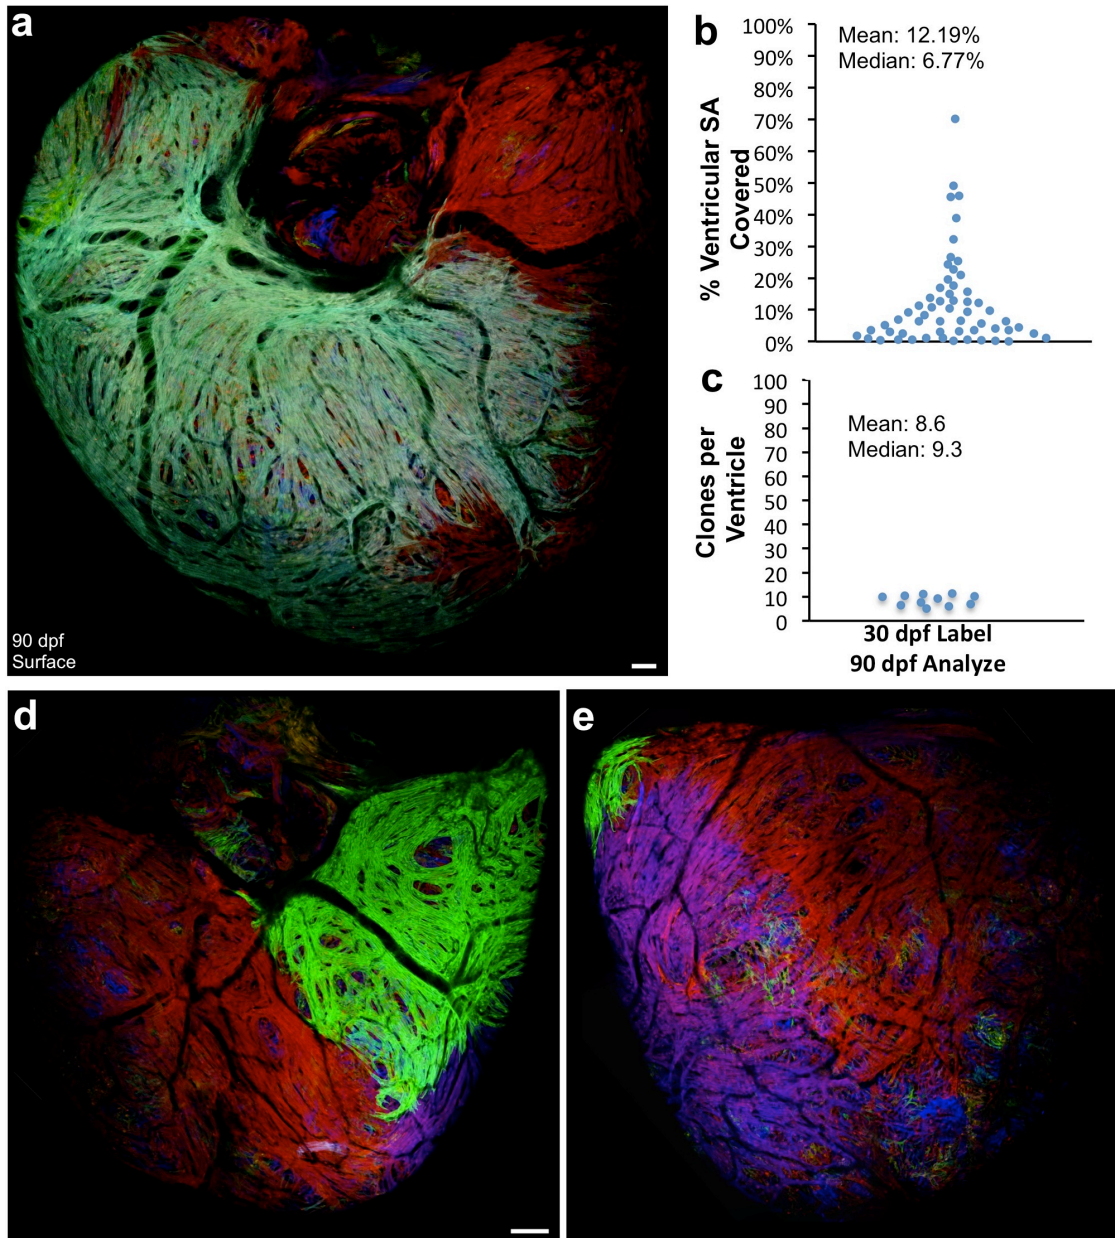 a
90 dpf
Surface
b
% Ventricular SA
Covered
100%
90%
80%
70%
60%
50%
40%
30%
20%
10%
0%
Mean: 12.19%
Median: 6.77%
c
Clones per
Ventricle
100
90
80
70
60
50
40
30
20
10
0
Mean: 8.6
Median: 9.3
30 dpf Label
90 dpf Analyze
d
e